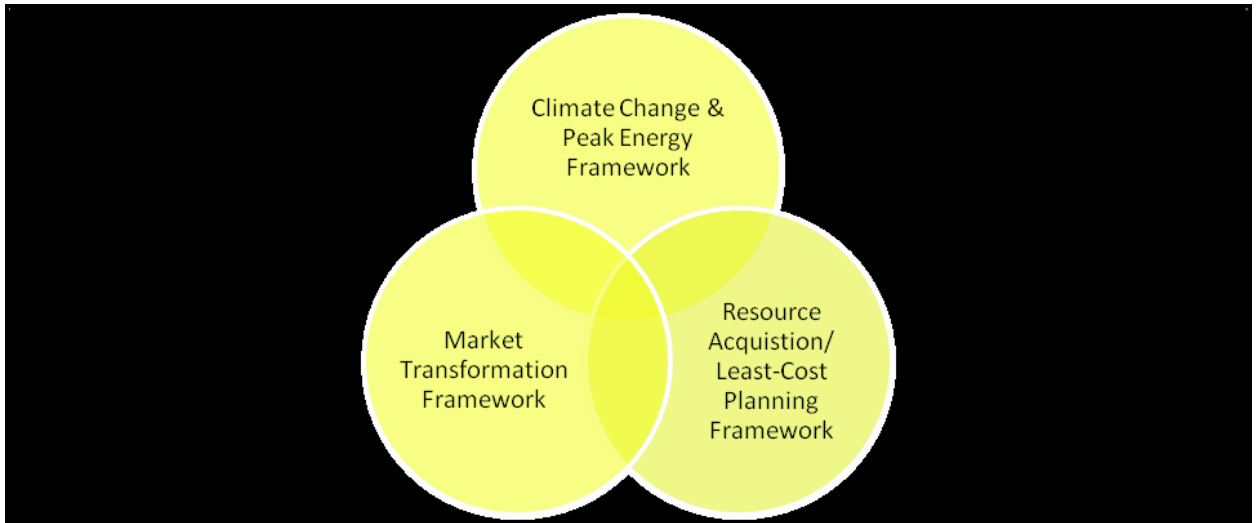 Climate Change &
Peak Energy
Framework
Market
Transformation
Framework
Resource
Acquistion/
Least-Cost
Planning
Framework